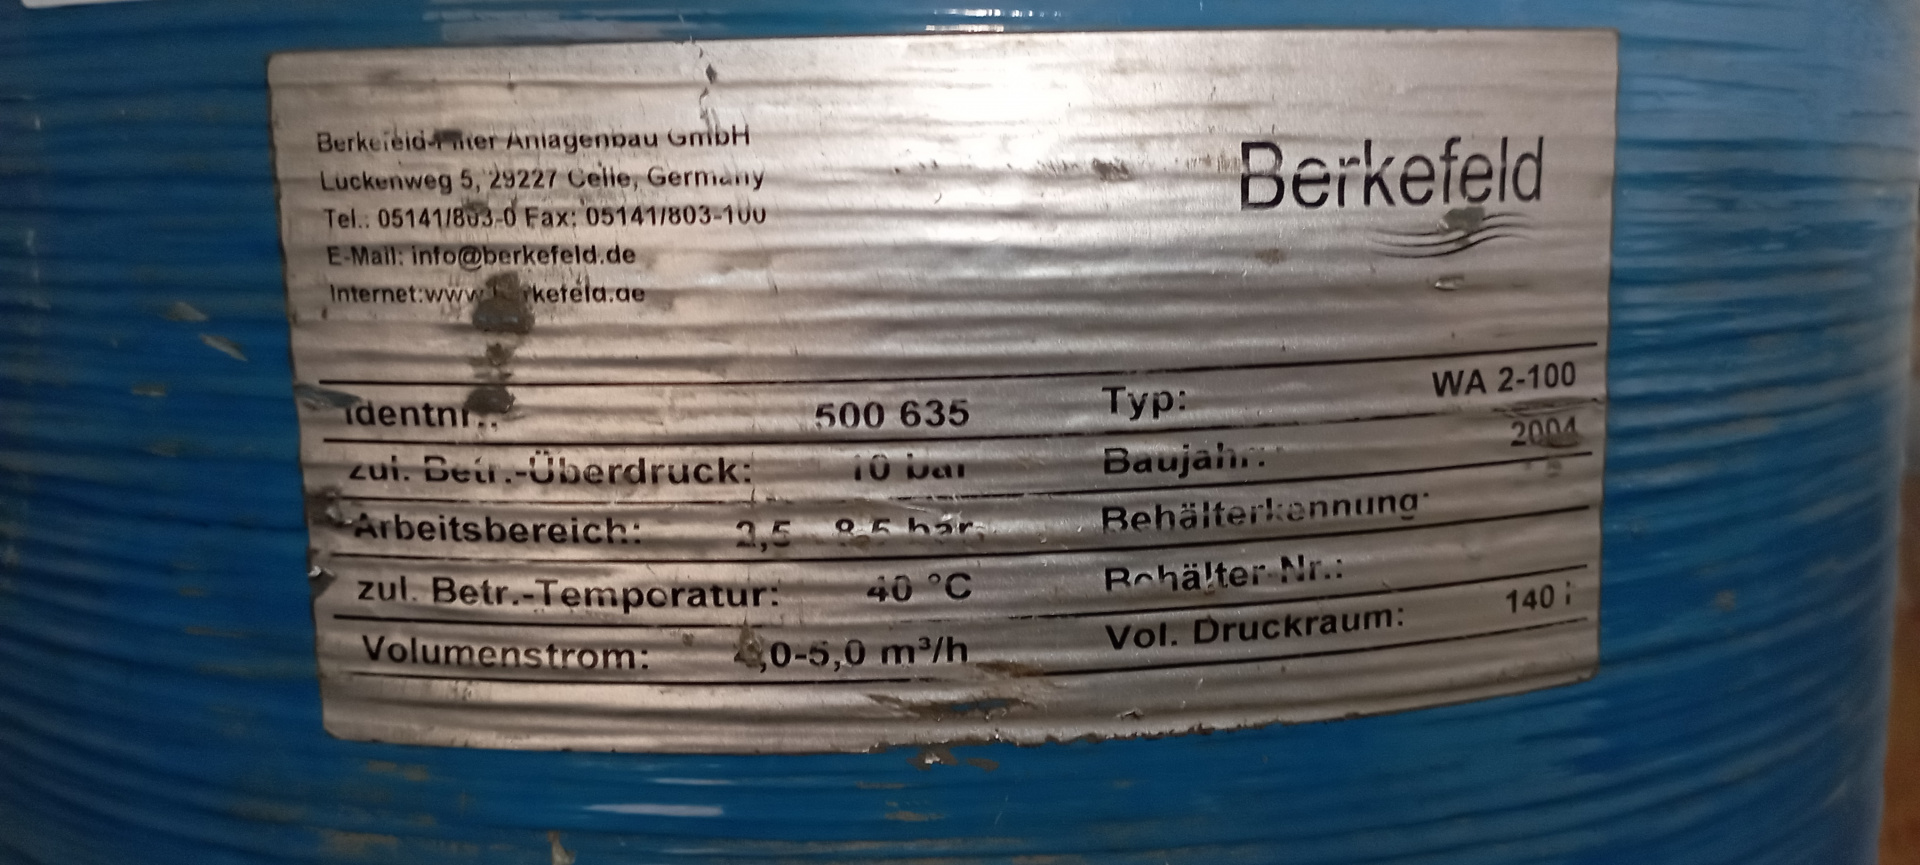 Berkefeld-Filter Anlagenbau GmbH
Lückenweg 5, 29227 Celle, Germany
Tel.: 05141/803-0 Fax: 05141/803-100
E-Mail: info@berkefeld.de
Internet:www.berkefeld.de
Berkefeld
Identnr.: 500 635
zul. Betr.-Überdruck: 10 bar
Arbeitsbereich: 2,5 8,5 bar
zul. Betr.-Temperatur: 40 °C
Volumenstrom: ,0-5,0 m³/h
Typ: WA 2-100
Baujahr: 2004
Behälterkennung:
Behälter-Nr.:
Vol. Druckraum: 140 l